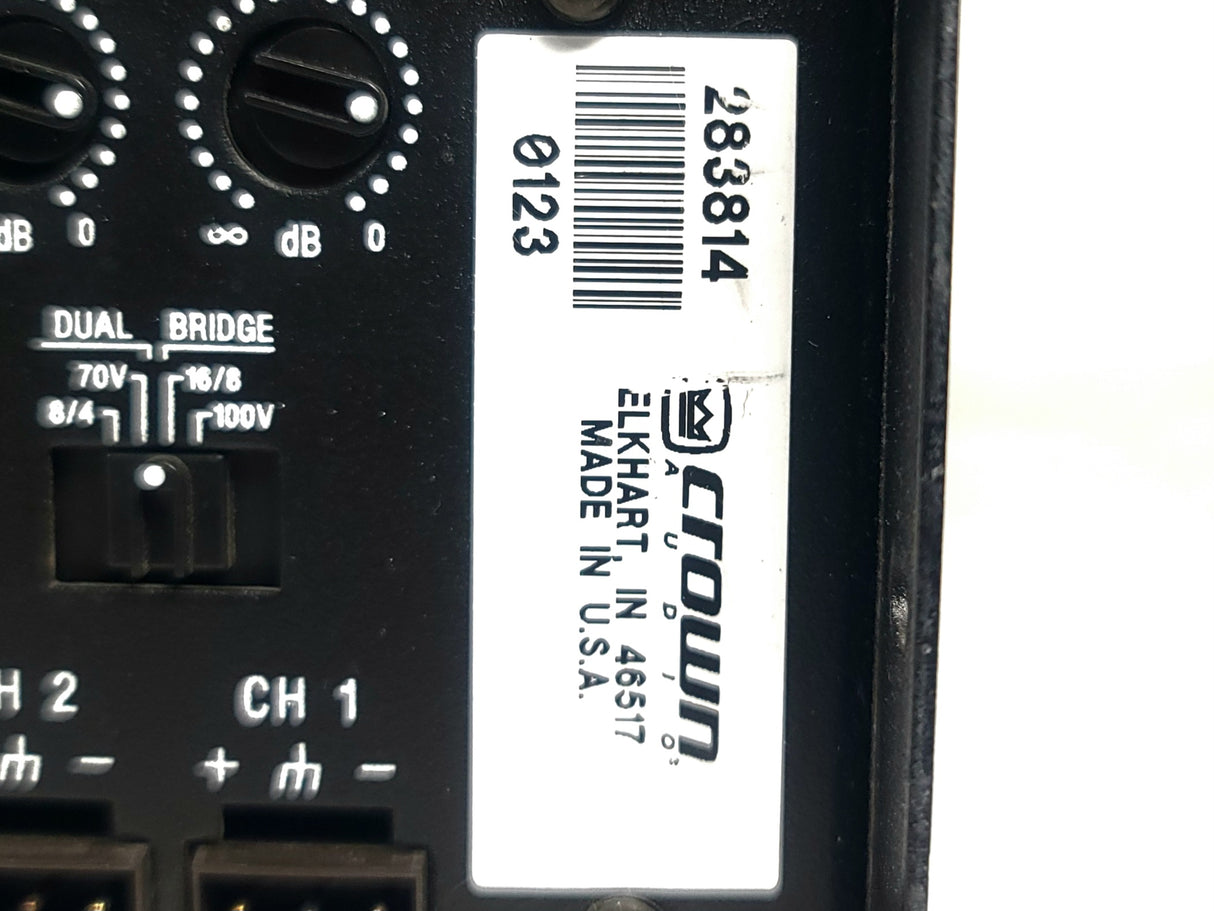 dB 0
∞ dB 0
DUAL BRIDGE
70V 16/8
8/4 100V
H 2
CH 1
+ -
-
283814
0123
crown
AUDIO
ELKHART, IN 46517
MADE IN U.S.A.